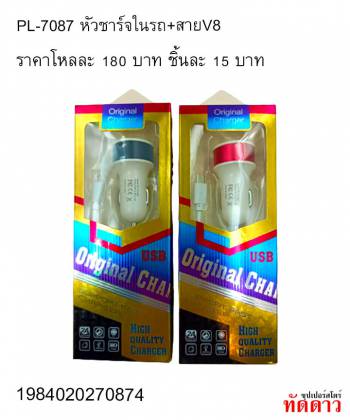 PL-7087 หัวชาร์จในรถ+สายV8
ราคาโหลละ 180 บาท ชิ้นละ 15 บาท
Original
Charger
Original
Charger
USB
Original CHAR
HIGH
QUALITY
CHARGER
USB
Original CHAR
HIGH
QUALITY
CHARGER
1984020270874
ซุปเปอร์สโตร์
ทัดดาว